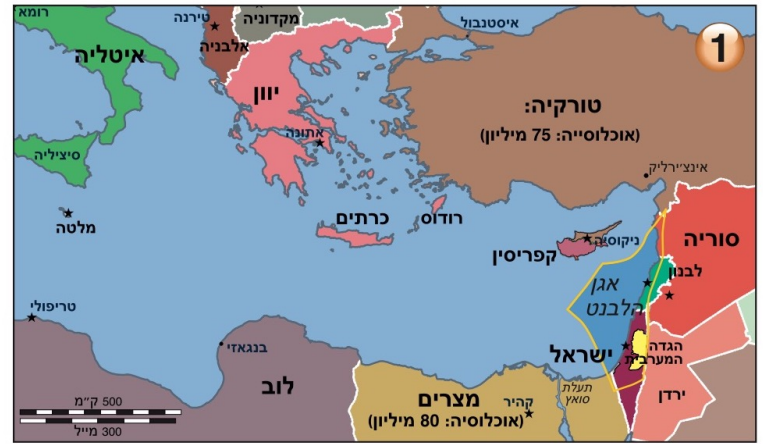 1
רומא
טירנה
מקדוניה
איסטנבול
אלבניה
איטליה
יוון
טורקיה:
(אוכלוסייה: 75 מיליון)
אתונה
סיציליה
אינצ'ירליק
מלטה
כרתים
רודוס
ניקוסיה
קפריסין
סוריה
לבנון
אגן
הלבנט
טריפולי
בנגאזי
ישראל
הגדה
המערבית
לוב
מצרים
(אוכלוסיה: 80 מיליון)
קהיר
תעלת
סואץ
ירדן
500 ק״מ
300 מייל